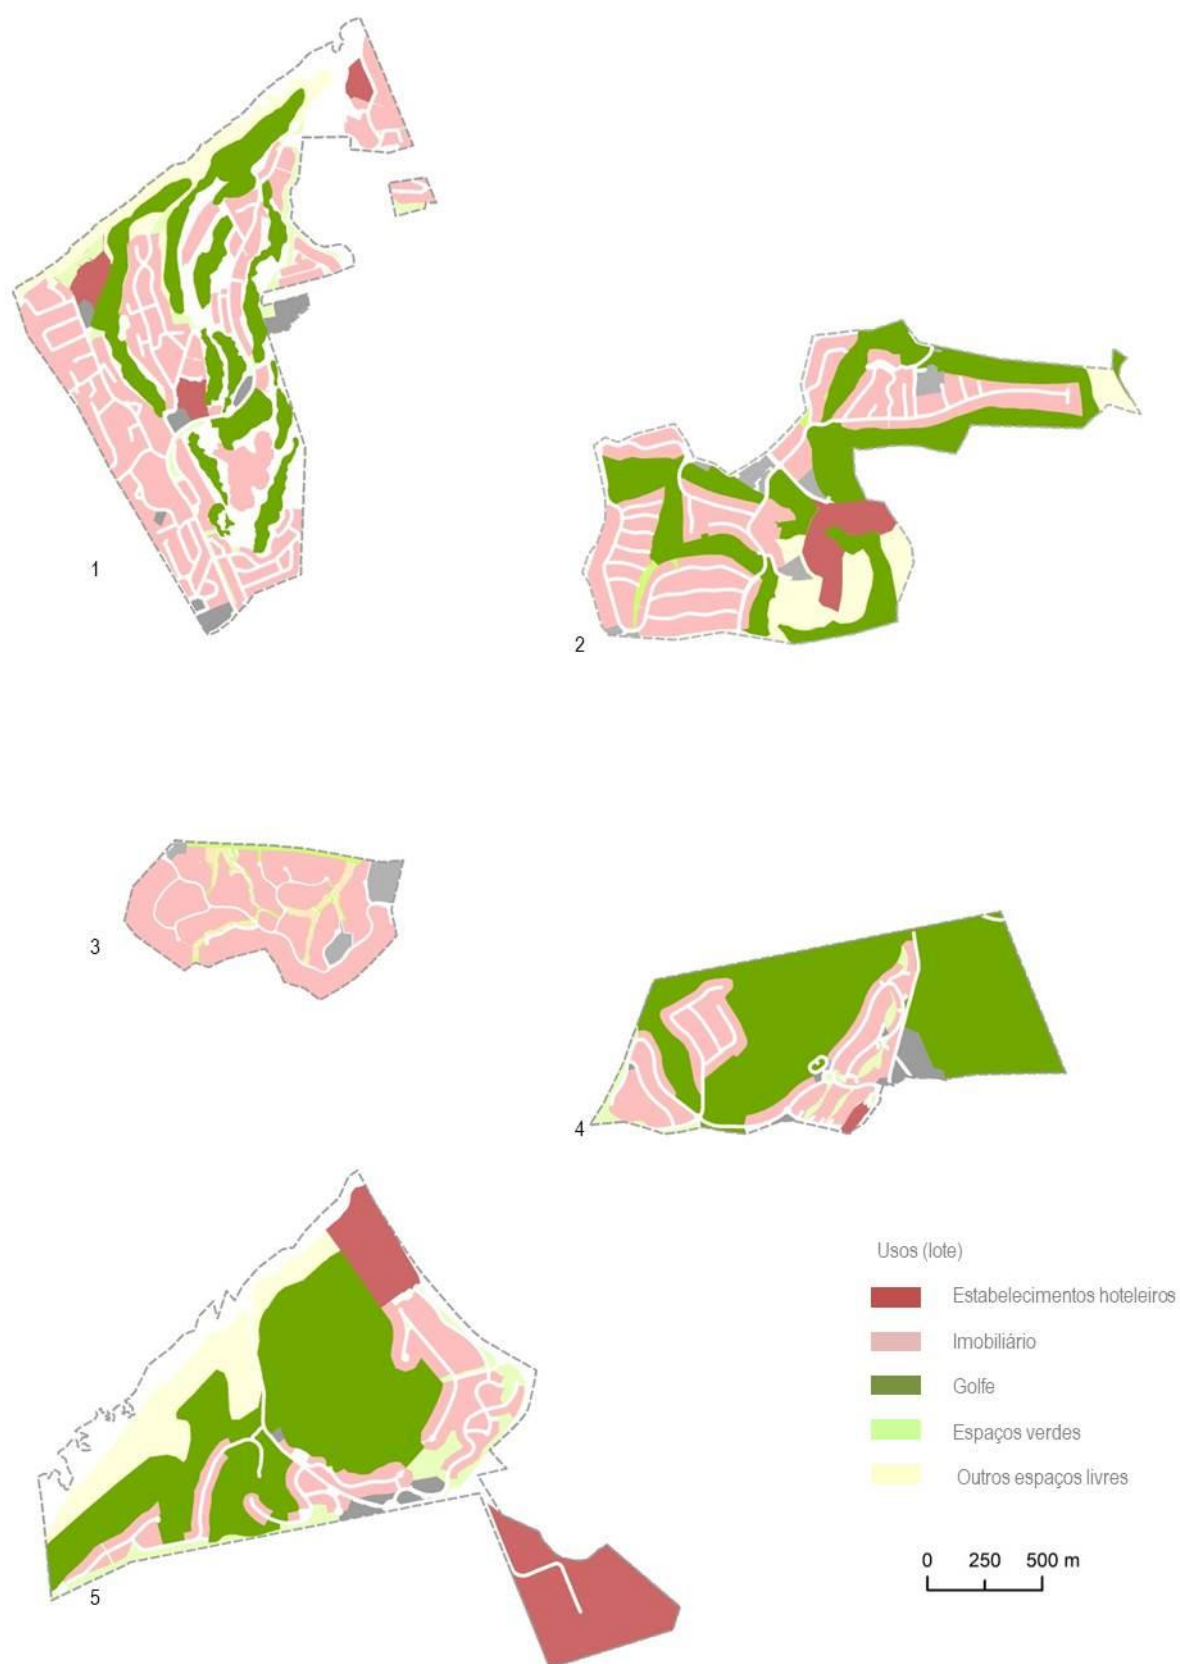 1
2
3
4
5
Usos (lote)
Estabelecimentos hoteleiros
Imobiliário
Golfe
Espaços verdes
Outros espaços livres
0 250 500 m